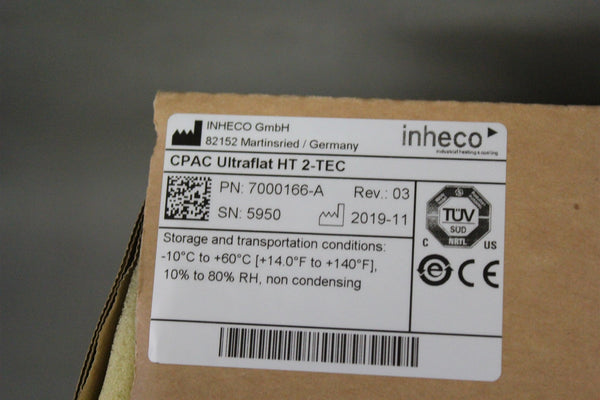 INHECO GmbH
82152 Martinsried / Germany
inheco
industrial heating & cooling
CPAC Ultraflat HT 2-TEC
PN: 7000166-A Rev.: 03
SN: 5950 2019-11
Storage and transportation conditions:
-10°C to +60°C [+14.0°F to +140°F],
10% to 80% RH, non condensing
TÜV
SÜD
C NRTL US
e CE